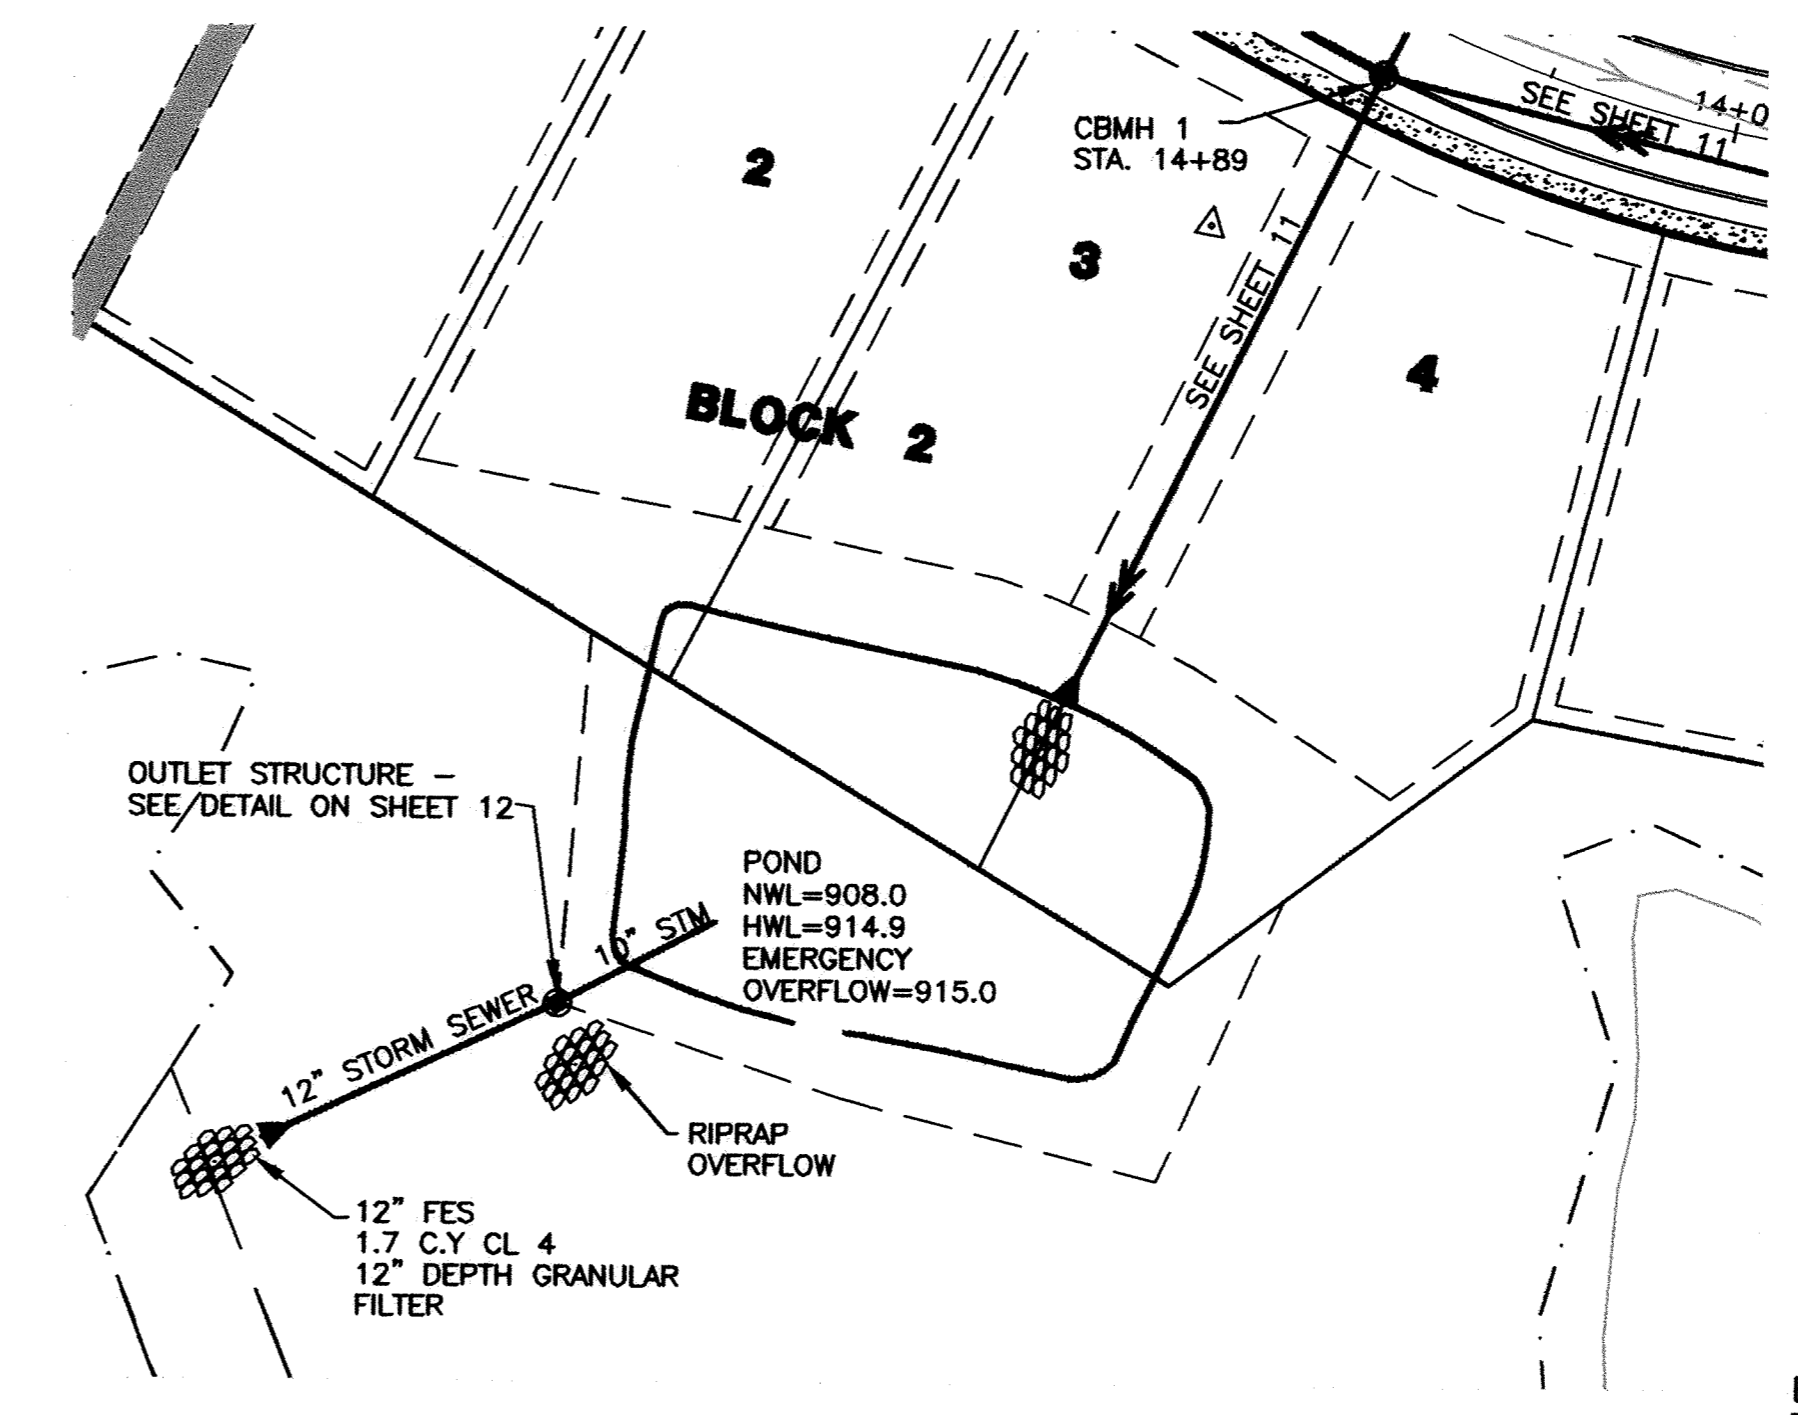 SEE SHEET 11
14+0
CBMH 1
STA. 14+89
2
3
SEE SHEET 11
4
BLOCK 2
OUTLET STRUCTURE –
SEE DETAIL ON SHEET 12
POND
NWL=908.0
HWL=914.9
EMERGENCY
OVERFLOW=915.0
10" STM
12" STORM SEWER
RIPRAP
OVERFLOW
12" FES
1.7 C.Y CL 4
12" DEPTH GRANULAR
FILTER